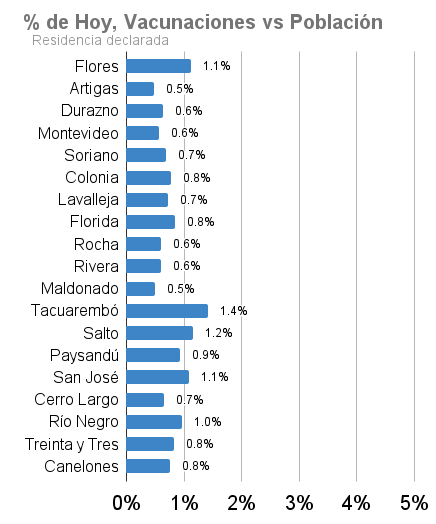 % de Hoy, Vacunaciones vs Población
Residencia declarada
Flores 1.1%
Artigas 0.5%
Durazno 0.6%
Montevideo 0.6%
Soriano 0.7%
Colonia 0.8%
Lavalleja 0.7%
Florida 0.8%
Rocha 0.6%
Rivera 0.6%
Maldonado 0.5%
Tacuarembó 1.4%
Salto 1.2%
Paysandú 0.9%
San José 1.1%
Cerro Largo 0.7%
Río Negro 1.0%
Treinta y Tres 0.8%
Canelones 0.8%
0% 1% 2% 3% 4% 5%